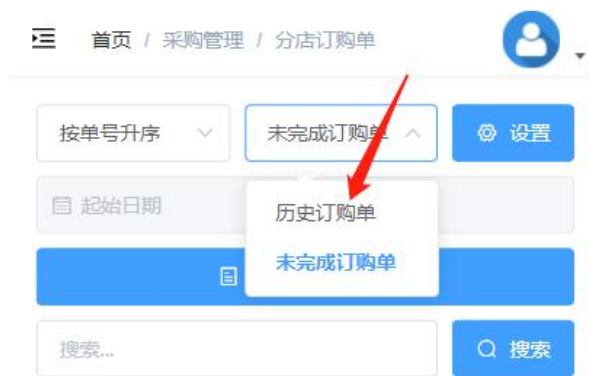 首页 / 采购管理 / 分店订购单
按单号升序
未完成订购单
设置
起始日期
历史订购单
未完成订购单
搜索...
搜索